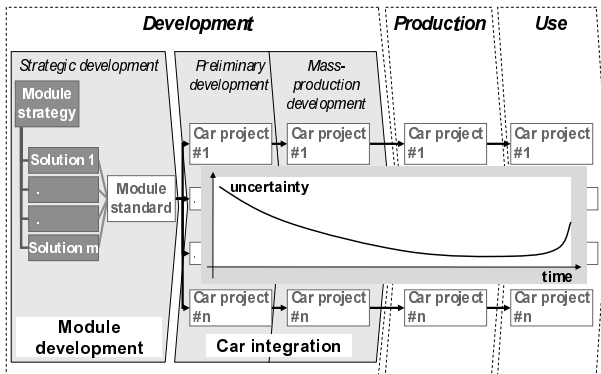 Development
Production
Use
Strategic development
Preliminary
development
Mass-
production
development
Module
strategy
Solution 1
.
.
Solution m
Module
standard
Car project
#1
Car project
#1
Car project
#1
Car project
#1
.
.
uncertainty
time
Car project
#n
Car project
#n
Car project
#n
Car project
#n
Module
development
Car integration